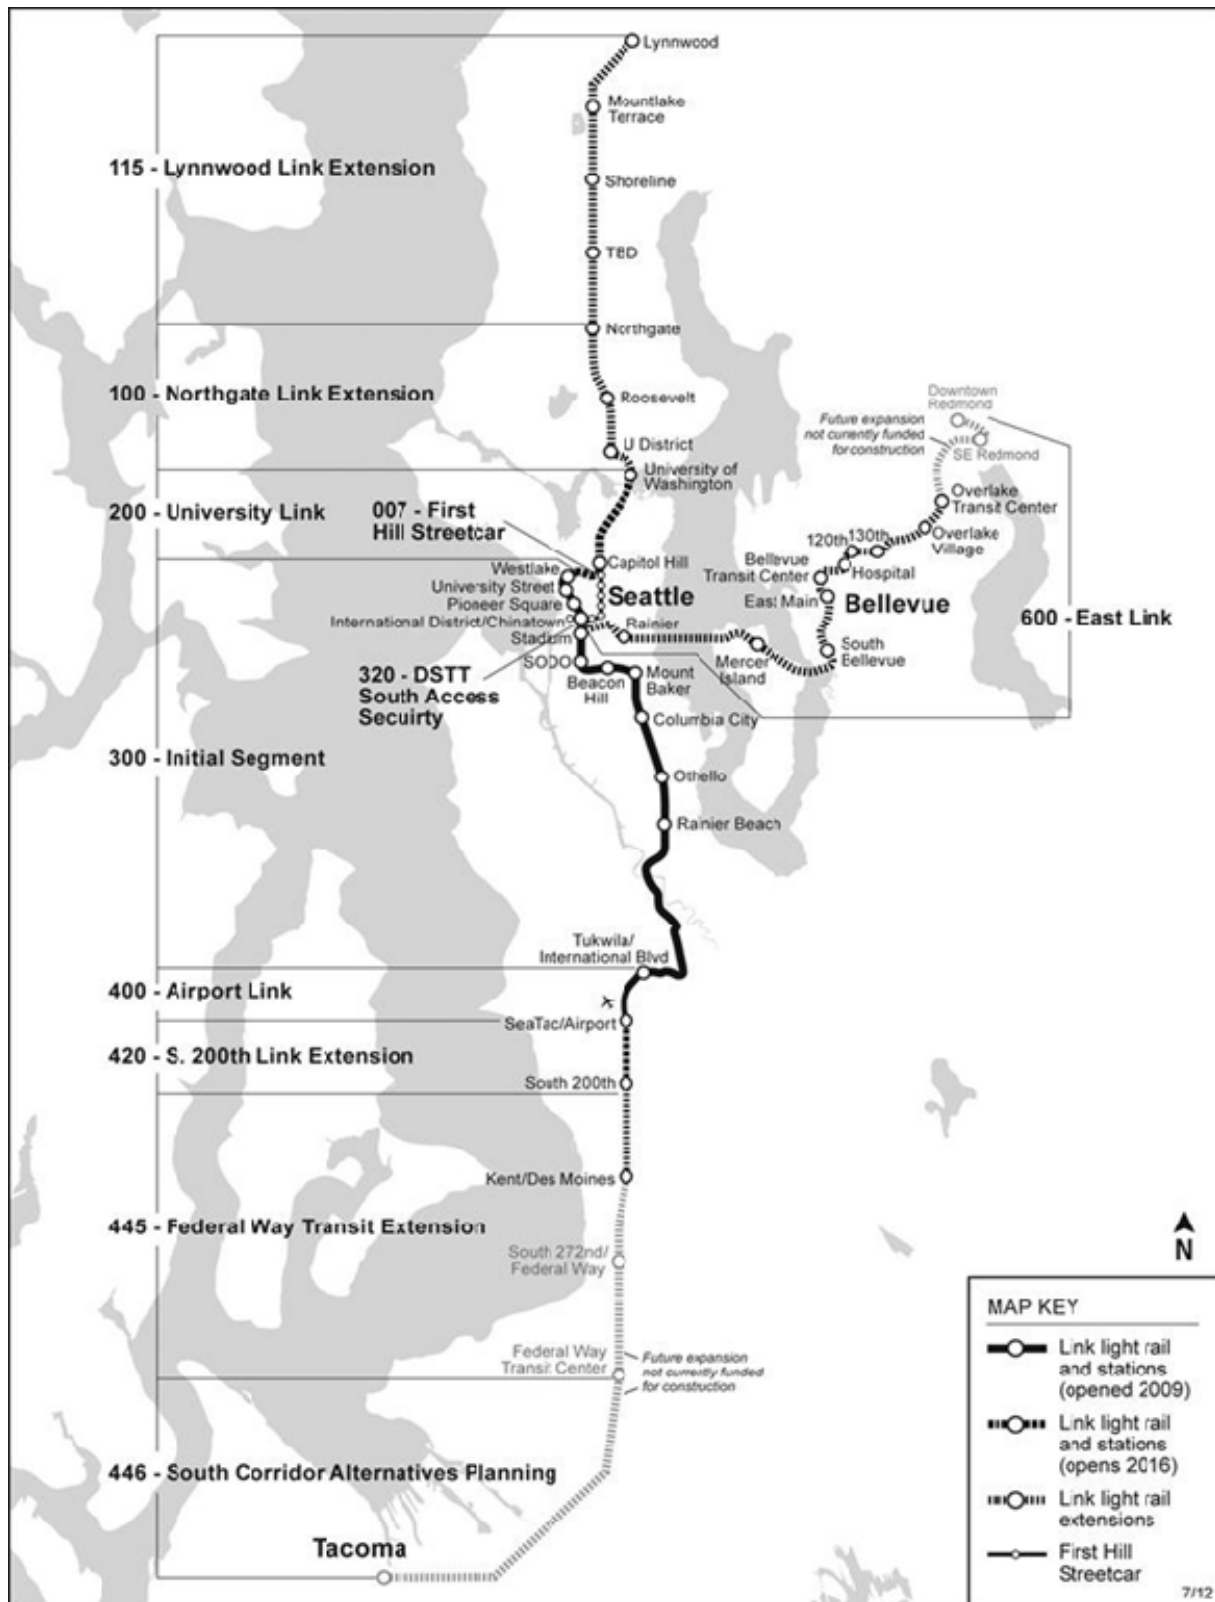 Lynnwood
Mountlake
Terrace
115 - Lynnwood Link Extension
Shoreline
TBD
Northgate
100 - Northgate Link Extension
Roosevelt
Downtown
Redmond
Future expansion
not currently funded
for construction
SE Redmond
U District
University of
Washington
200 - University Link
007 - First
Hill Streetcar
Overlake
Transit Center
120th
130th
Overlake
Village
Capitol Hill
Westlake
Bellevue
Transit Center
Hospital
University Street
Seattle
East Main
Bellevue
Pioneer Square
International District/Chinatown
Rainier
600 - East Link
Stadium
SODO
Mercer
Island
South
Bellevue
320 - DSTT
South Access
Secuirty
Beacon
Hill
Mount
Baker
Columbia City
300 - Initial Segment
Othello
Rainier Beach
Tukwila/
International Blvd
400 - Airport Link
SeaTac/Airport
420 - S. 200th Link Extension
South 200th
Kent/Des Moines
445 - Federal Way Transit Extension
South 272nd/
Federal Way
Federal Way
Transit Center
Future expansion
not currently funded
for construction
446 - South Corridor Alternatives Planning
Tacoma
N
MAP KEY
Link light rail
and stations
(opened 2009)
Link light rail
and stations
(opens 2016)
Link light rail
extensions
First Hill
Streetcar
7/12